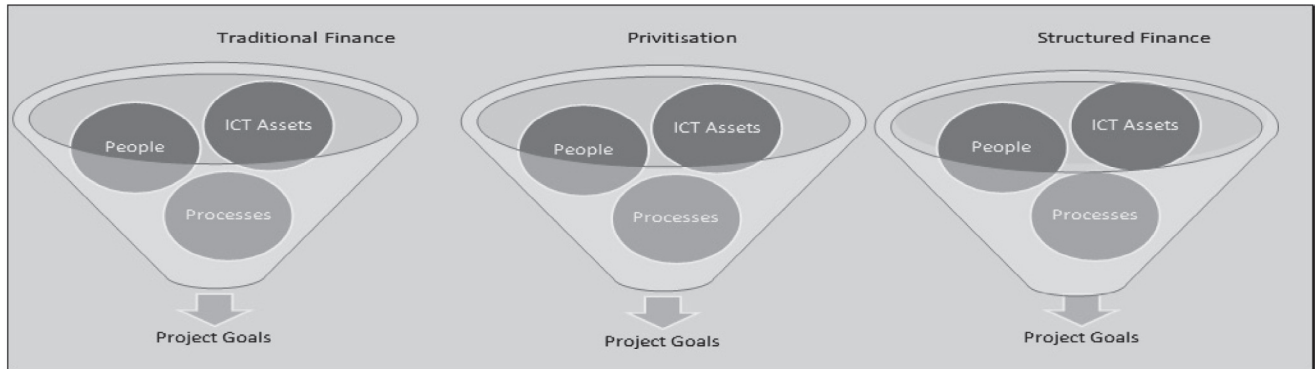 Traditional Finance
ICT Assets
People
Processes
Project Goals
Privitisation
ICT Assets
People
Processes
Project Goals
Structured Finance
ICT Assets
People
Processes
Project Goals